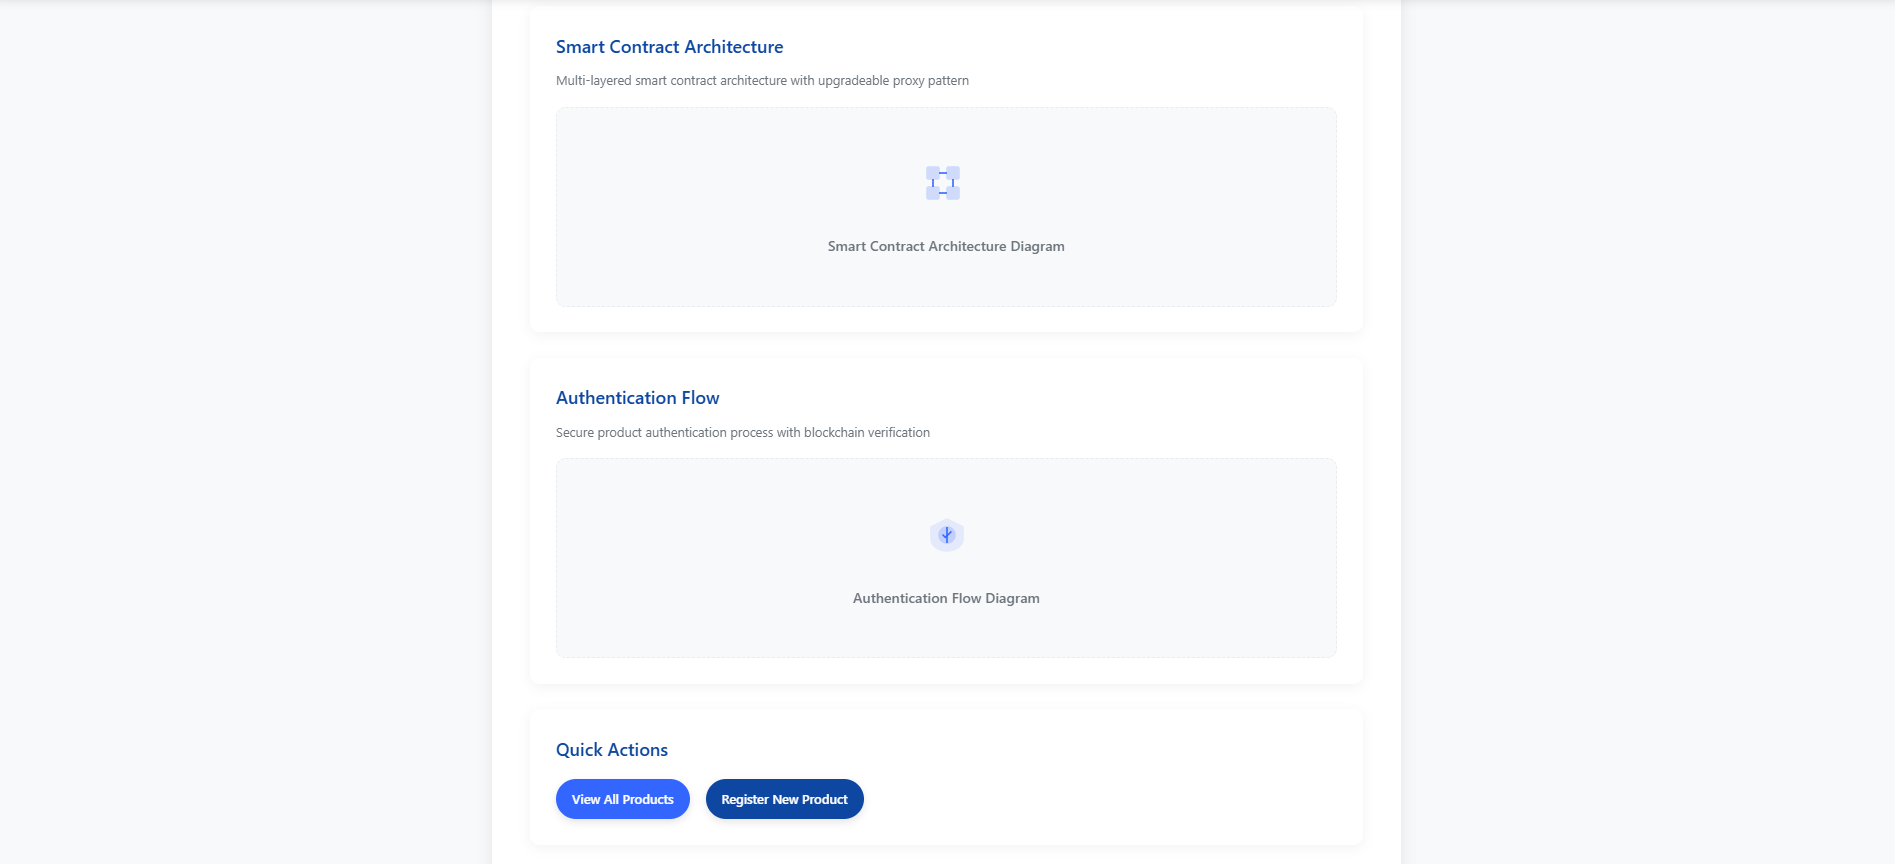 Smart Contract Architecture
Multi-layered smart contract architecture with upgradeable proxy pattern
Smart Contract Architecture Diagram
Authentication Flow
Secure product authentication process with blockchain verification
Authentication Flow Diagram
Quick Actions
View All Products
Register New Product